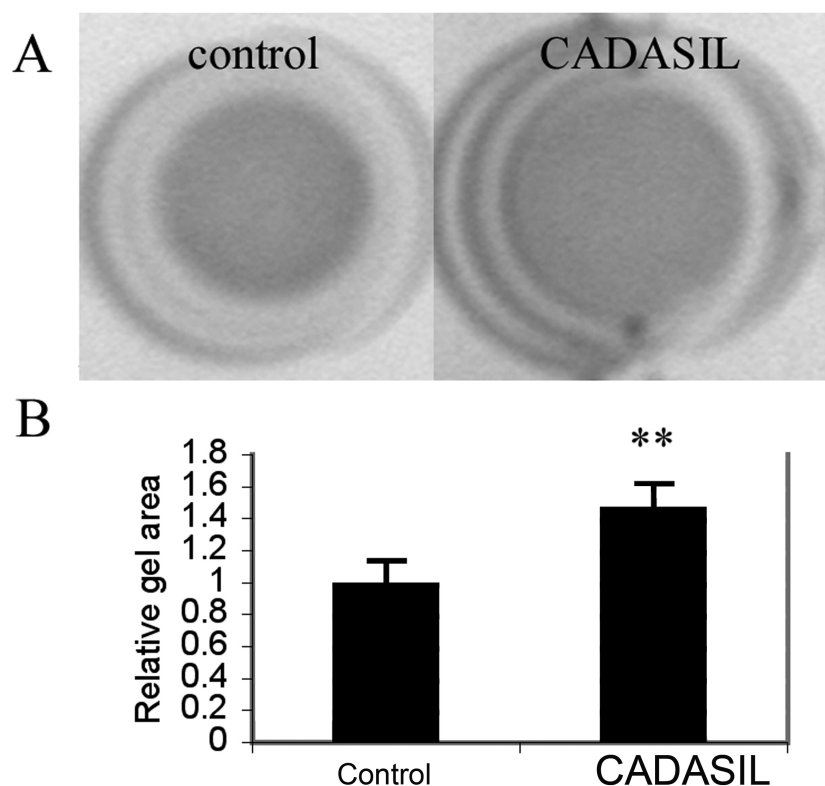 A
control
CADASIL
B
**
1.8
1.6
1.4
1.2
1
0.8
0.6
0.4
0.2
0
Relative gel area
Control
CADASIL